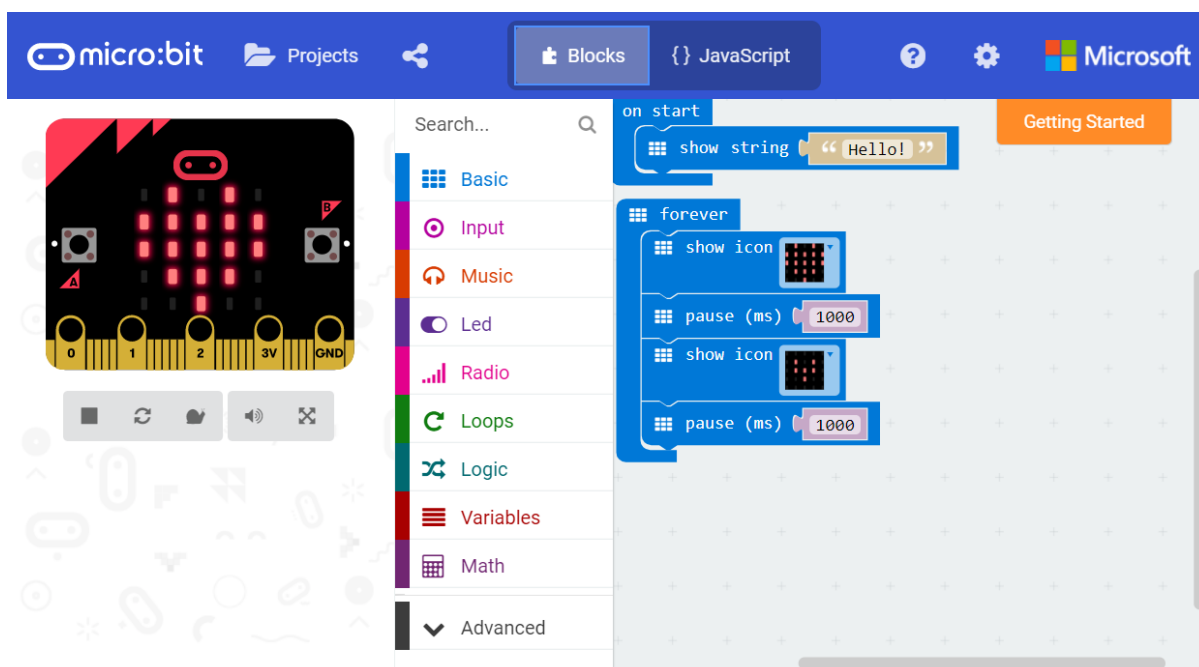 micro:bit Projects Blocks {} JavaScript ? Microsoft
Search...
Basic
Input
Music
Led
Radio
Loops
Logic
Variables
Math
Advanced
A
B
0 1 2 3V GND
Getting Started
on start
show string “ Hello! ”
forever
show icon
pause (ms) 1000
show icon
pause (ms) 1000